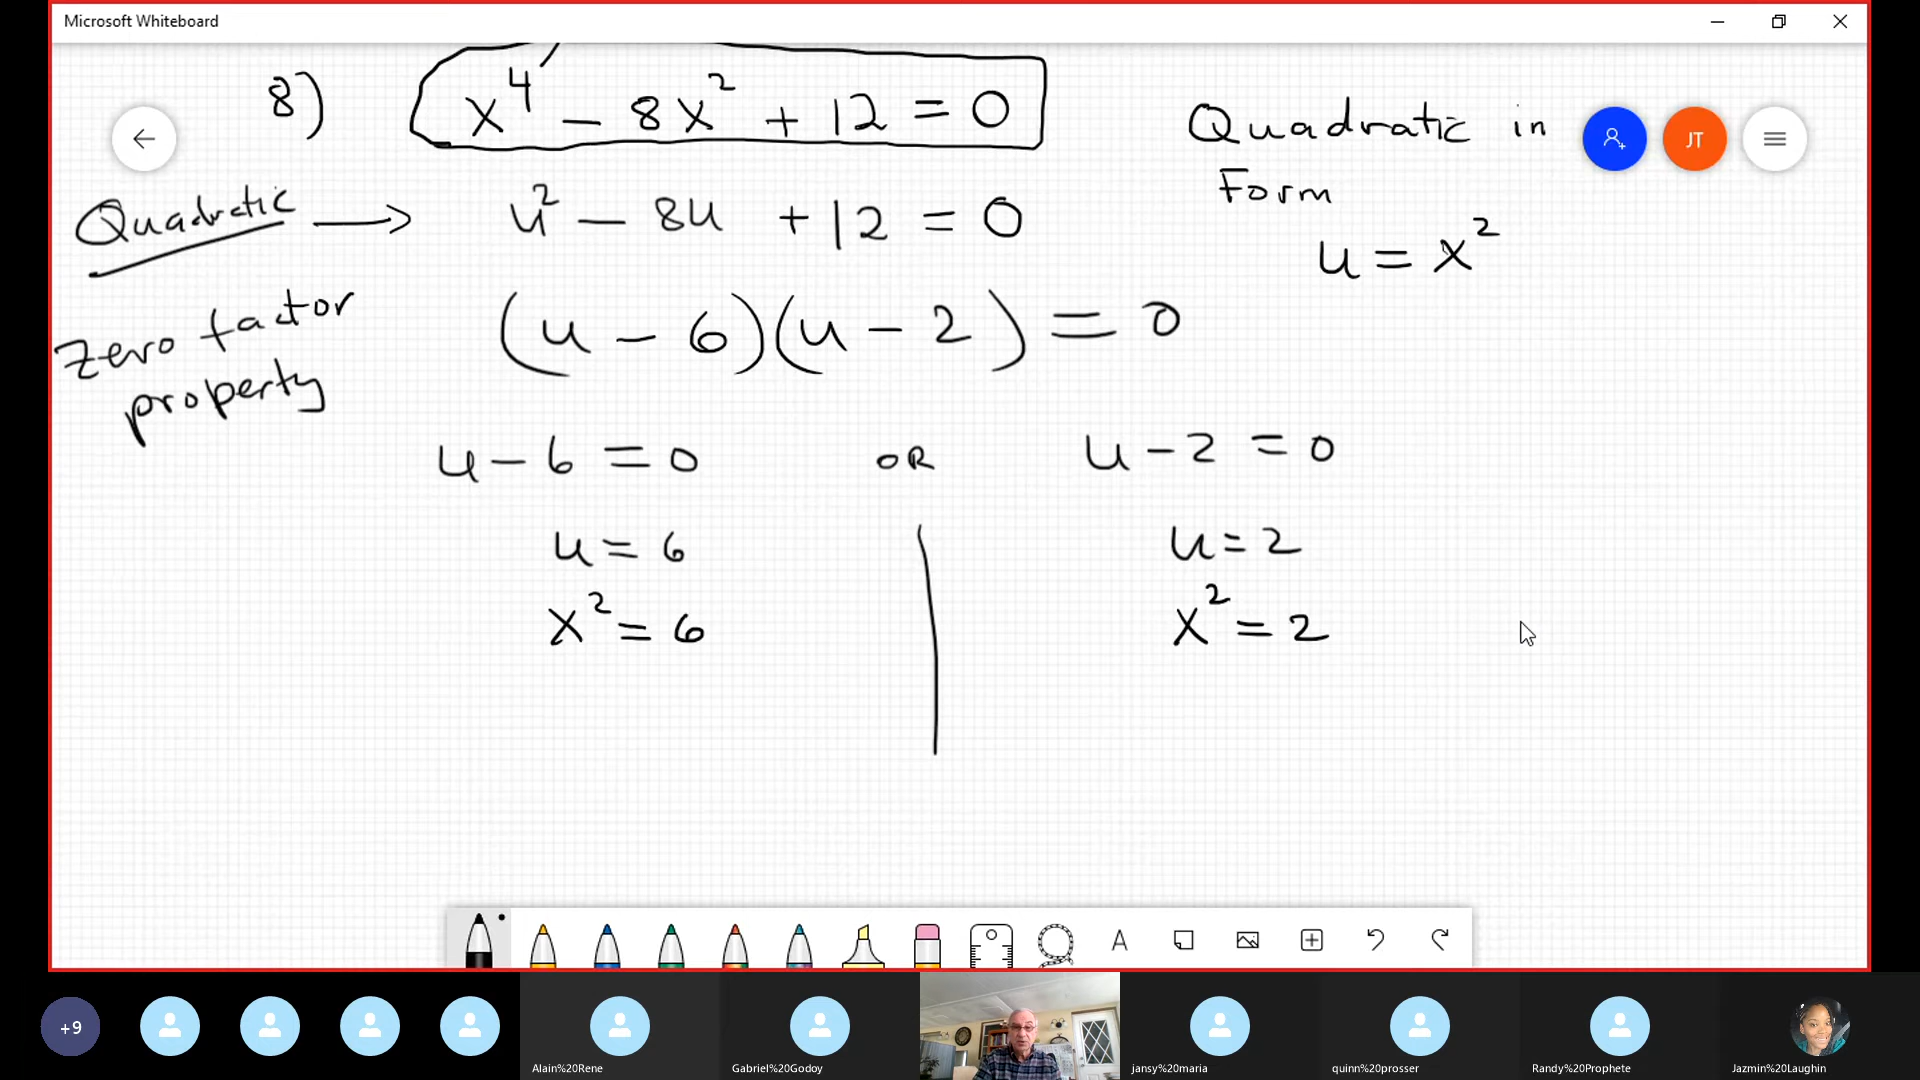 Microsoft Whiteboard
8) x⁴ - 8x² + 12 = 0
Quadratic in
Form
u = x²
JT
Quadratic → u² - 8u + 12 = 0
Zero factor
property
(u - 6)(u - 2) = 0
u - 6 = 0 OR u - 2 = 0
u = 6 u = 2
x² = 6 x² = 2
A
+9
Alain%20Rene
Gabriel%20Godoy
jansy%20maria
quinn%20prosser
Randy%20Prophete
Jazmin%20Laughin